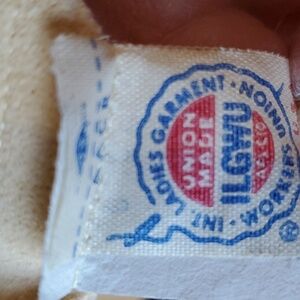 INT. LADIES GARMENT · WORKERS UNION ·
UNION
MADE
ILGWU
AFL CIO